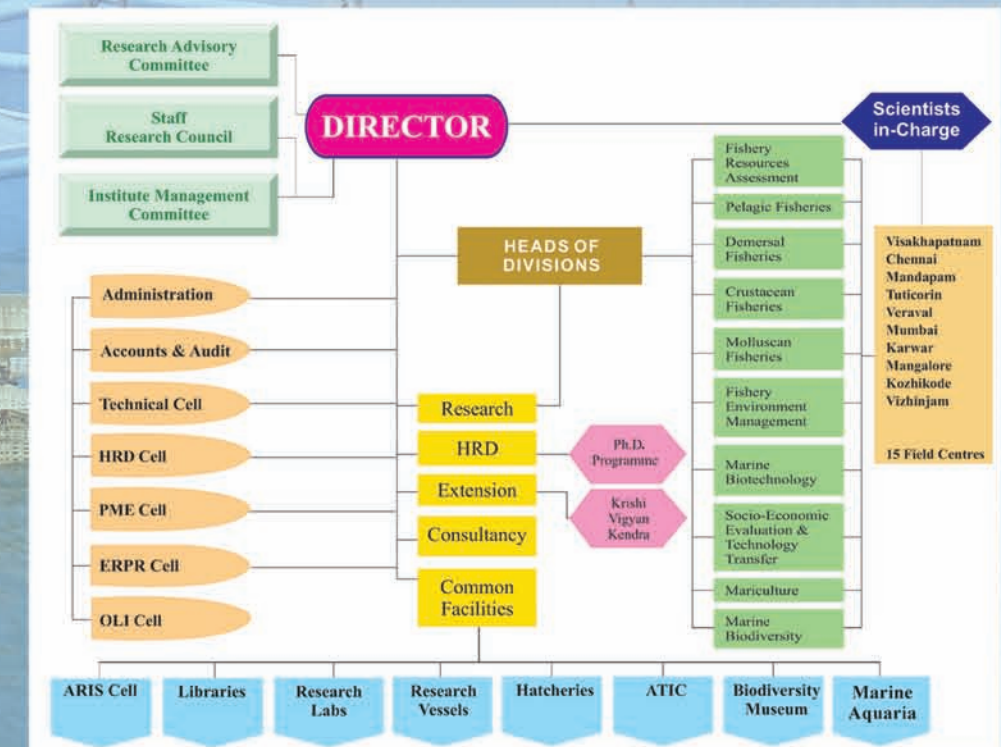 Research Advisory
Committee
Staff
Research Council
Institute Management
Committee
DIRECTOR
Scientists
in-Charge
HEADS OF
DIVISIONS
Administration
Accounts & Audit
Technical Cell
HRD Cell
PME Cell
ERPR Cell
OLI Cell
Research
HRD
Extension
Consultancy
Common
Facilities
Ph.D.
Programme
Krishi
Vigyan
Kendra
Fishery
Resources
Assessment
Pelagic Fisheries
Demersal
Fisheries
Crustacean
Fisheries
Molluscan
Fisheries
Fishery
Environment
Management
Marine
Biotechnology
Socio-Economic
Evaluation &
Technology
Transfer
Mariculture
Marine
Biodiversity
Visakhapatnam
Chennai
Mandapam
Tuticorin
Veraval
Mumbai
Karwar
Mangalore
Kozhikode
Vizhinjam
15 Field Centres
ARIS Cell
Libraries
Research
Labs
Research
Vessels
Hatcheries
ATIC
Biodiversity
Museum
Marine
Aquaria